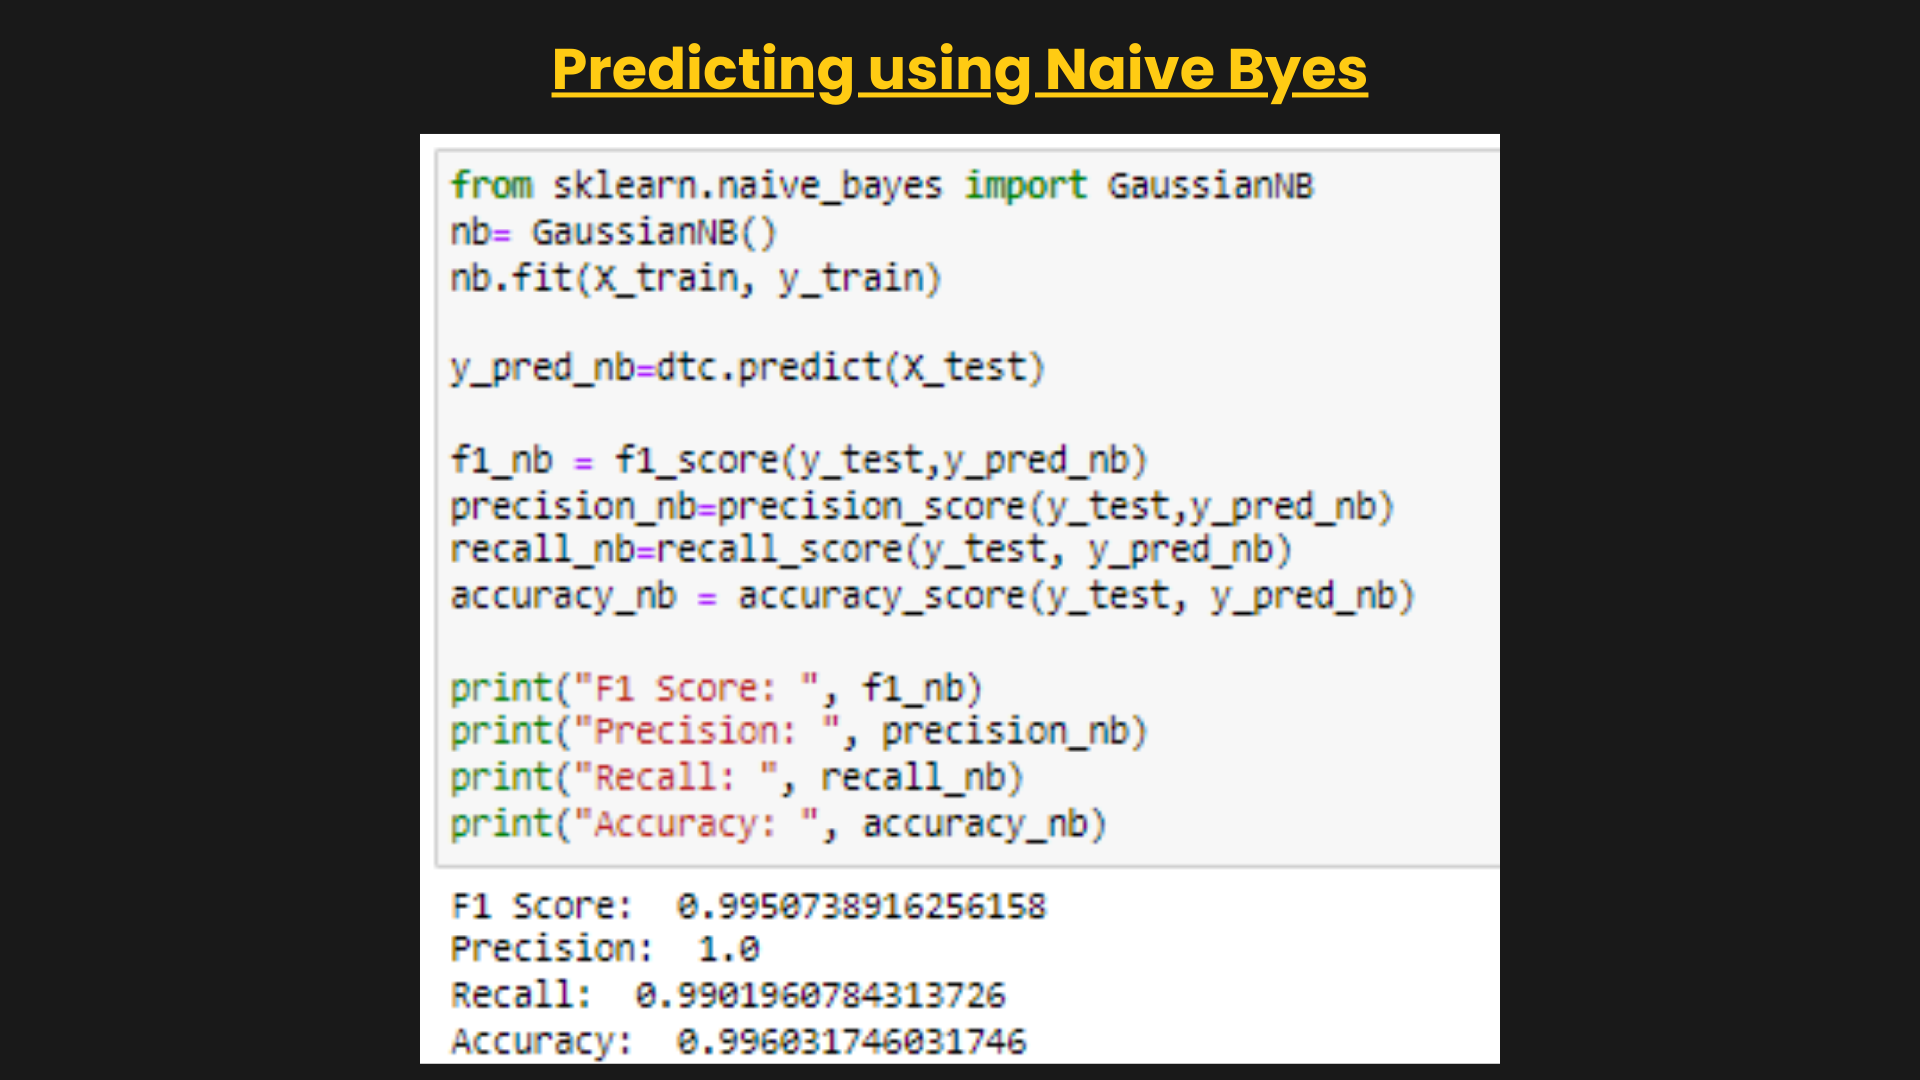 Predicting using Naive Byes
from sklearn.naive_bayes import GaussianNB
nb= GaussianNB()
nb.fit(X_train, y_train)
y_pred_nb=dtc.predict(X_test)
f1_nb = f1_score(y_test,y_pred_nb)
precision_nb=precision_score(y_test,y_pred_nb)
recall_nb=recall_score(y_test, y_pred_nb)
accuracy_nb = accuracy_score(y_test, y_pred_nb)
print("F1 Score: ", f1_nb)
print("Precision: ", precision_nb)
print("Recall: ", recall_nb)
print("Accuracy: ", accuracy_nb)
F1 Score:  0.9950738916256158
Precision:  1.0
Recall:  0.9901960784313726
Accuracy:  0.996031746031746